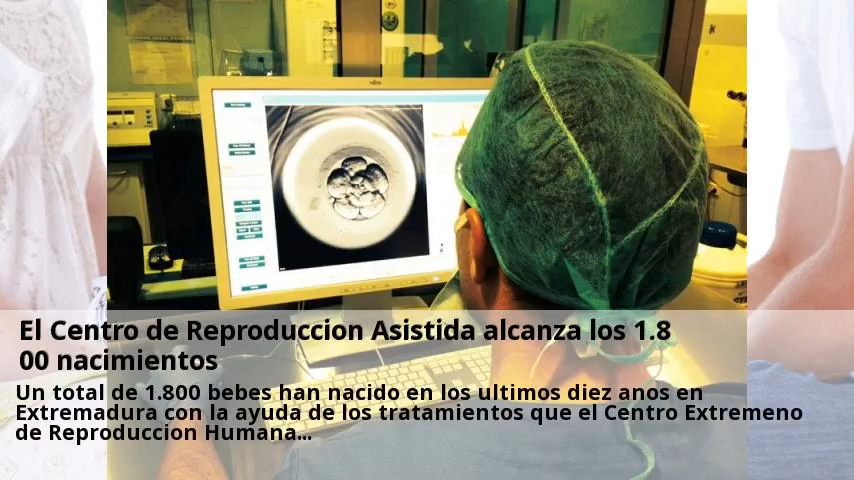 El Centro de Reproduccion Asistida alcanza los 1.8
00 nacimientos
Un total de 1.800 bebes han nacido en los ultimos diez anos en
Extremadura con la ayuda de los tratamientos que el Centro Extremeno
de Reproduccion Humana...